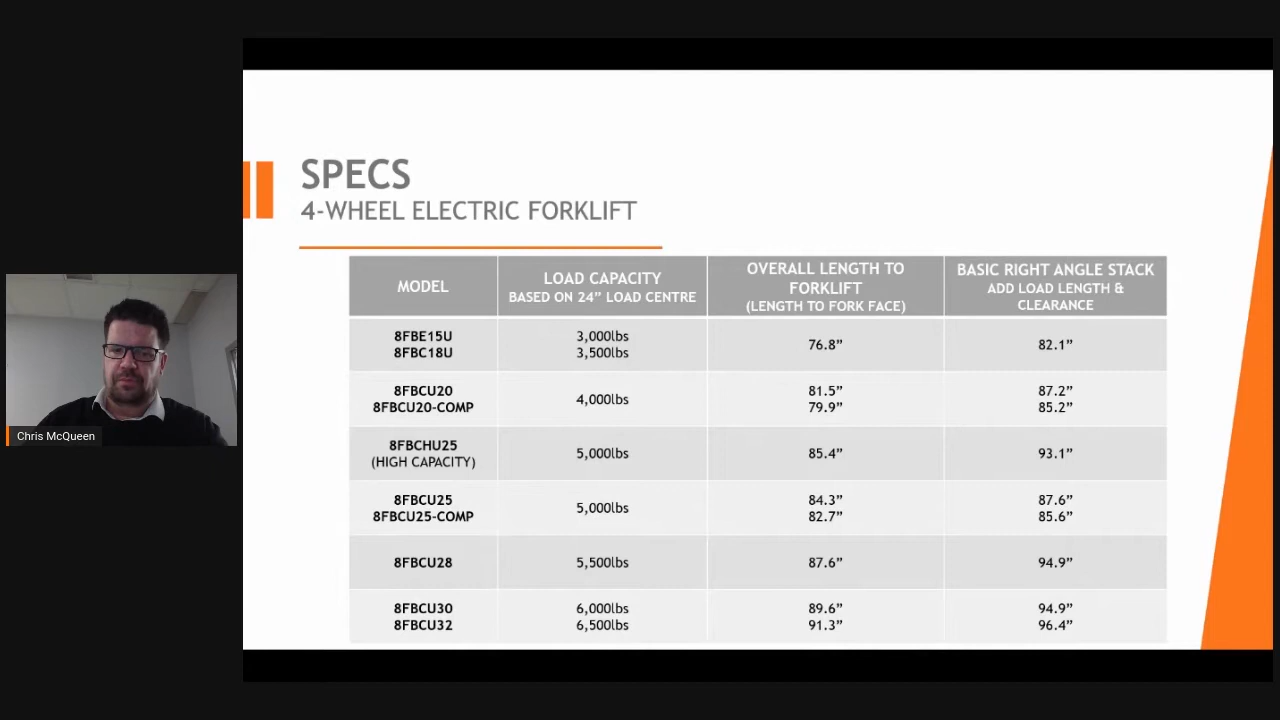 SPECS
4-WHEEL ELECTRIC FORKLIFT
MODEL
LOAD CAPACITY
BASED ON 24” LOAD CENTRE
OVERALL LENGTH TO
FORKLIFT
(LENGTH TO FORK FACE)
BASIC RIGHT ANGLE STACK
ADD LOAD LENGTH &
CLEARANCE
8FBE15U
8FBC18U
3,000lbs
3,500lbs
76.8”
82.1”
8FBCU20
8FBCU20-COMP
4,000lbs
81.5”
79.9”
87.2”
85.2”
8FBCHU25
(HIGH CAPACITY)
5,000lbs
85.4”
93.1”
8FBCU25
8FBCU25-COMP
5,000lbs
84.3”
82.7”
87.6”
85.6”
8FBCU28
5,500lbs
87.6”
94.9”
8FBCU30
8FBCU32
6,000lbs
6,500lbs
89.6”
91.3”
94.9”
96.4”
Chris McQueen